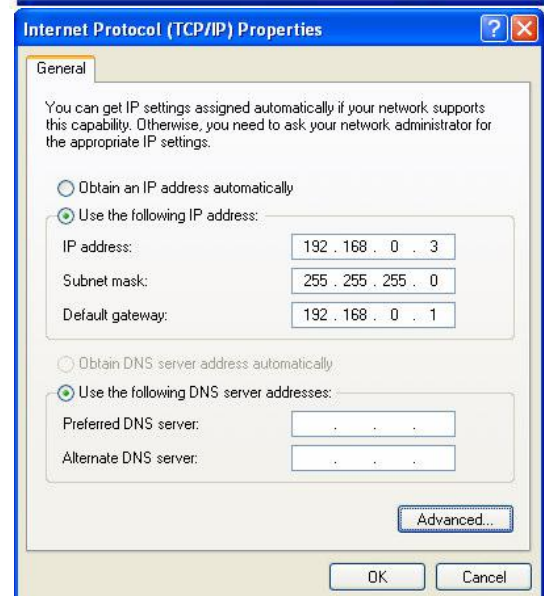 Internet Protocol (TCP/IP) Properties
General
You can get IP settings assigned automatically if your network supports
this capability. Otherwise, you need to ask your network administrator for
the appropriate IP settings.
Obtain an IP address automatically
Use the following IP address:
IP address: 192 . 168 . 0 . 3
Subnet mask: 255 . 255 . 255 . 0
Default gateway: 192 . 168 . 0 . 1
Obtain DNS server address automatically
Use the following DNS server addresses:
Preferred DNS server: . . .
Alternate DNS server: . . .
Advanced...
OK Cancel